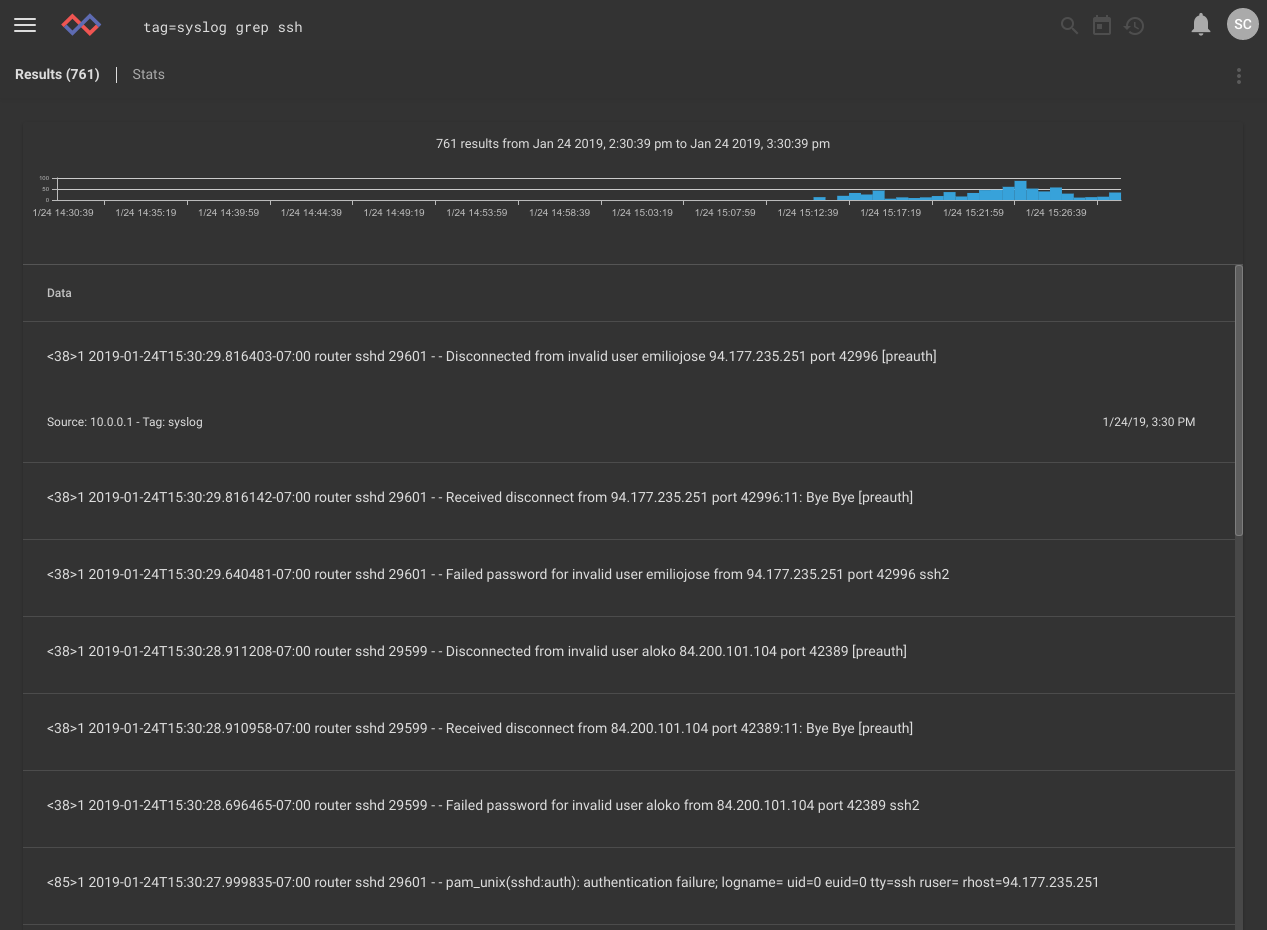 tag=syslog grep ssh
SC
Results (761) | Stats
761 results from Jan 24 2019, 2:30:39 pm to Jan 24 2019, 3:30:39 pm
100
50
0
1/24 14:30:39 1/24 14:35:19 1/24 14:39:59 1/24 14:44:39 1/24 14:49:19 1/24 14:53:59 1/24 14:58:39 1/24 15:03:19 1/24 15:07:59 1/24 15:12:39 1/24 15:17:19 1/24 15:21:59 1/24 15:26:39
Data
<38>1 2019-01-24T15:30:29.816403-07:00 router sshd 29601 - - Disconnected from invalid user emiliojose 94.177.235.251 port 42996 [preauth]
Source: 10.0.0.1 - Tag: syslog 1/24/19, 3:30 PM
<38>1 2019-01-24T15:30:29.816142-07:00 router sshd 29601 - - Received disconnect from 94.177.235.251 port 42996:11: Bye Bye [preauth]
<38>1 2019-01-24T15:30:29.640481-07:00 router sshd 29601 - - Failed password for invalid user emiliojose from 94.177.235.251 port 42996 ssh2
<38>1 2019-01-24T15:30:28.911208-07:00 router sshd 29599 - - Disconnected from invalid user aloko 84.200.101.104 port 42389 [preauth]
<38>1 2019-01-24T15:30:28.910958-07:00 router sshd 29599 - - Received disconnect from 84.200.101.104 port 42389:11: Bye Bye [preauth]
<38>1 2019-01-24T15:30:28.696465-07:00 router sshd 29599 - - Failed password for invalid user aloko from 84.200.101.104 port 42389 ssh2
<85>1 2019-01-24T15:30:27.999835-07:00 router sshd 29601 - - pam_unix(sshd:auth): authentication failure; logname= uid=0 euid=0 tty=ssh ruser= rhost=94.177.235.251